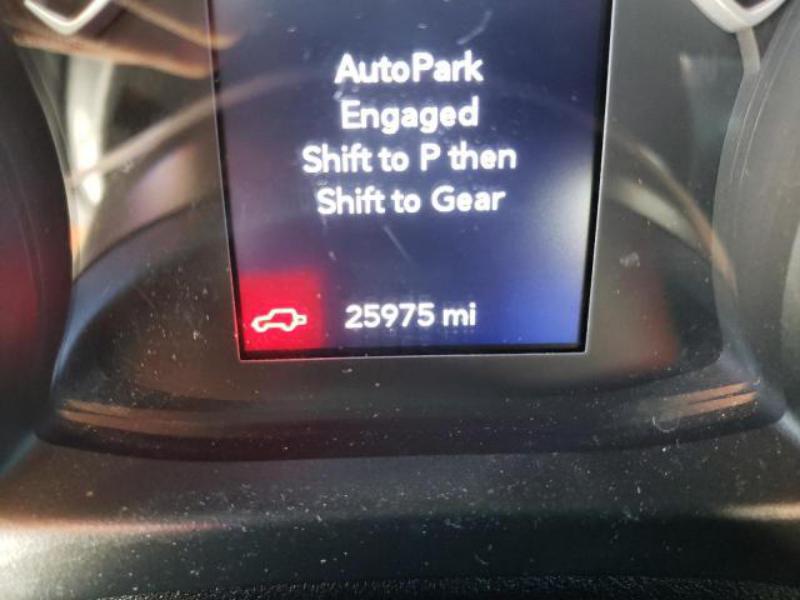 AutoPark
Engaged
Shift to P then
Shift to Gear
25975 mi